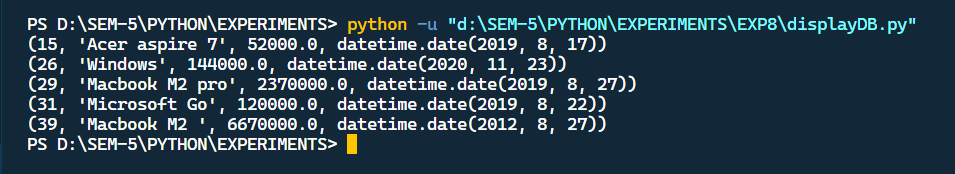 PS D:\SEM-5\PYTHON\EXPERIMENTS> python -u "d:\SEM-5\PYTHON\EXPERIMENTS\EXP8\displayDB.py"
(15, 'Acer aspire 7', 52000.0, datetime.date(2019, 8, 17))
(26, 'Windows', 144000.0, datetime.date(2020, 11, 23))
(29, 'Macbook M2 pro', 2370000.0, datetime.date(2019, 8, 27))
(31, 'Microsoft Go', 120000.0, datetime.date(2019, 8, 22))
(39, 'Macbook M2 ', 6670000.0, datetime.date(2012, 8, 27))
PS D:\SEM-5\PYTHON\EXPERIMENTS>